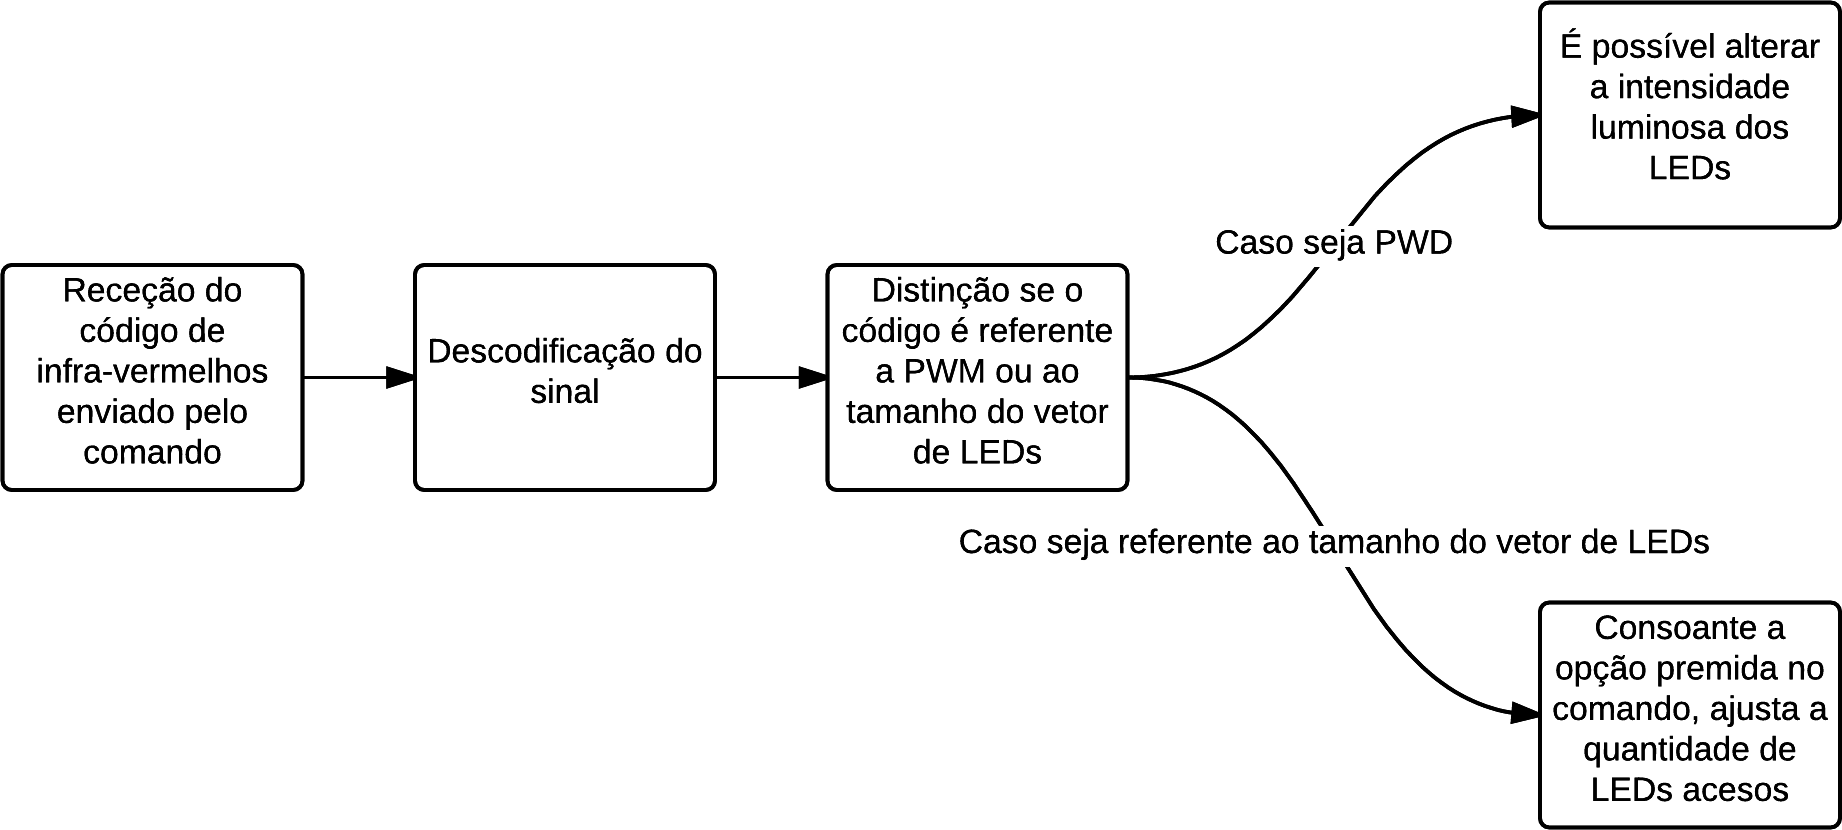 Receção do
código de
infra-vermelhos
enviado pelo
comando
Descodificação do
sinal
Distinção se o
código é referente
a PWM ou ao
tamanho do vetor
de LEDs
Caso seja PWD
É possível alterar
a intensidade
luminosa dos
LEDs
Caso seja referente ao tamanho do vetor de LEDs
Consoante a
opção premida no
comando, ajusta a
quantidade de
LEDs acesos